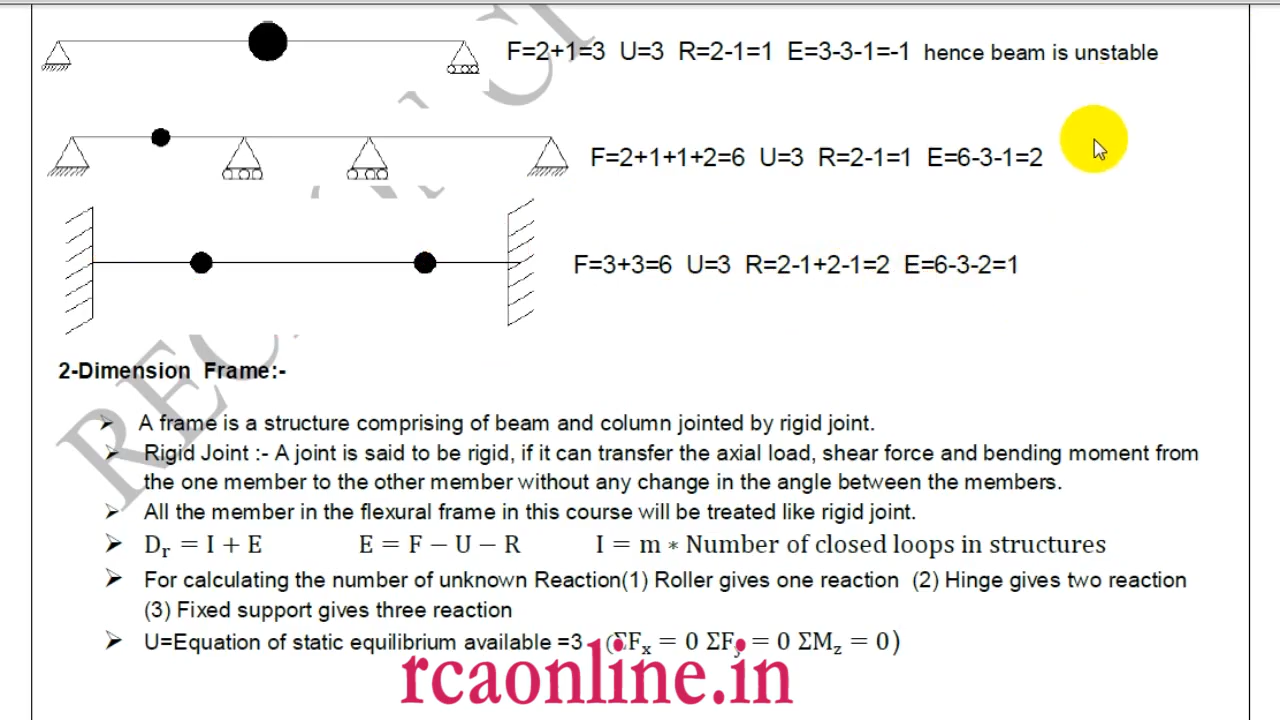 F=2+1=3 U=3 R=2-1=1 E=3-3-1=-1 hence beam is unstable
F=2+1+1+2=6 U=3 R=2-1=1 E=6-3-1=2
F=3+3=6 U=3 R=2-1+2-1=2 E=6-3-2=1
2-Dimension Frame:-
➢ A frame is a structure comprising of beam and column jointed by rigid joint.
➢ Rigid Joint :- A joint is said to be rigid, if it can transfer the axial load, shear force and bending moment from
the one member to the other member without any change in the angle between the members.
➢ All the member in the flexural frame in this course will be treated like rigid joint.
➢ Dᵣ = I + E E = F − U − R I = m ∗ Number of closed loops in structures
➢ For calculating the number of unknown Reaction(1) Roller gives one reaction (2) Hinge gives two reaction
(3) Fixed support gives three reaction
➢ U=Equation of static equilibrium available =3 (ΣFₓ = 0 ΣFy = 0 ΣMz = 0)
rcaonline.in